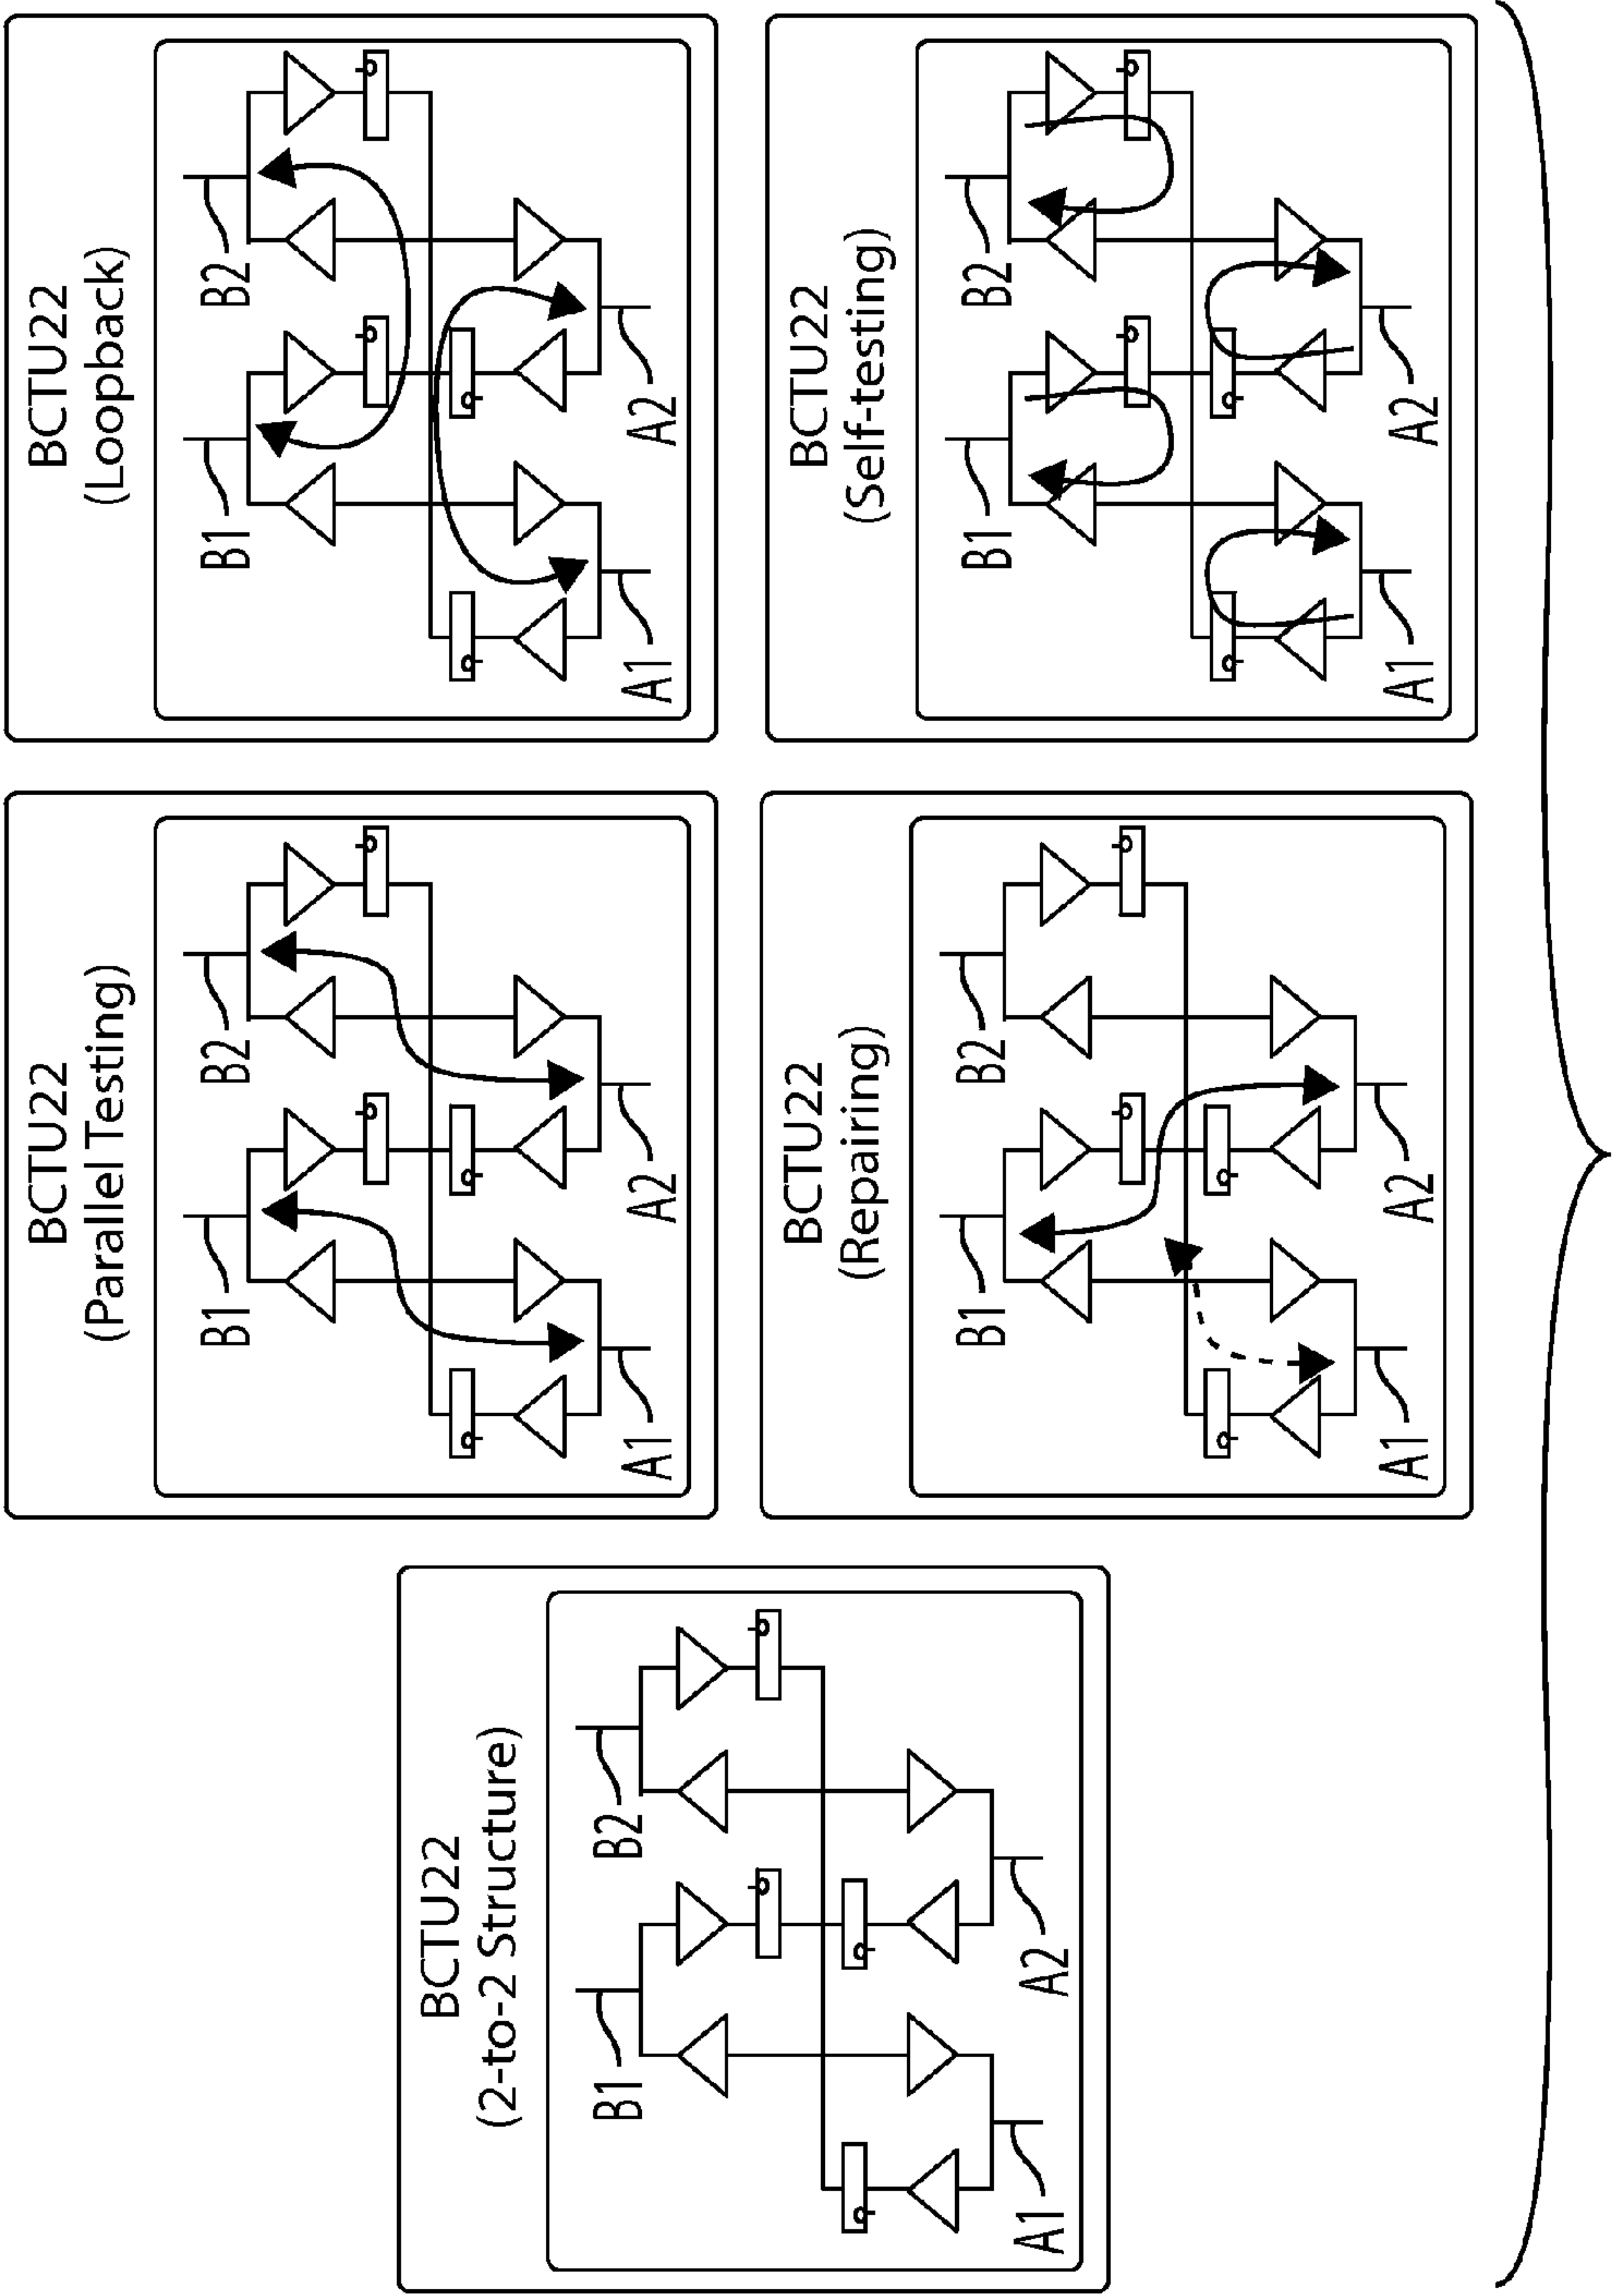 BCTU22
(2-to-2 Structure)
B1
B2
A1
A2
BCTU22
(Parallel Testing)
B1
B2
A1
A2
BCTU22
(Loopback)
B1
B2
A1
A2
BCTU22
(Repairing)
B1
B2
A1
A2
BCTU22
(Self-testing)
B1
B2
A1
A2